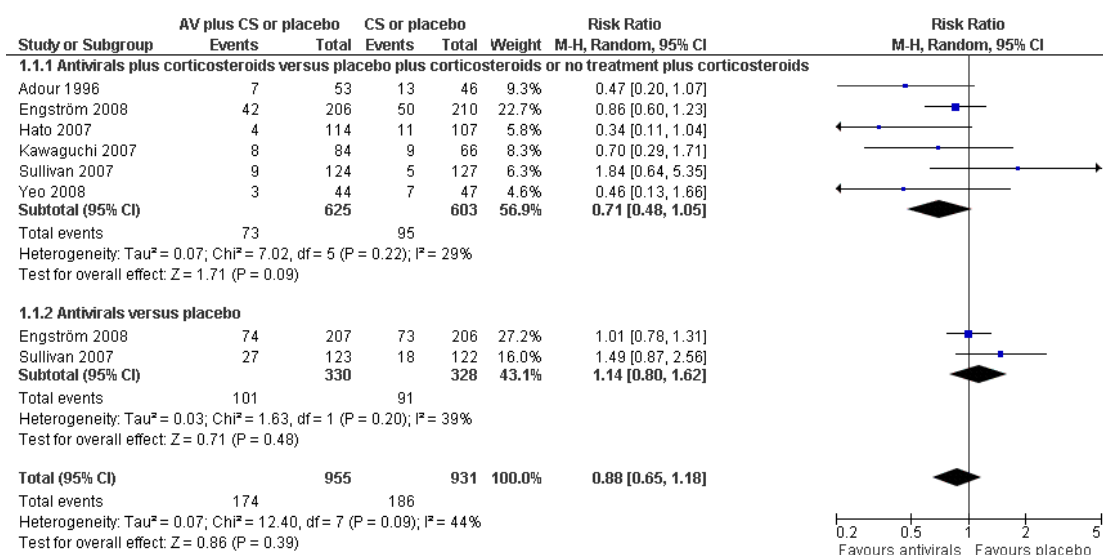 AV plus CS or placebo CS or placebo Risk Ratio Risk Ratio
Study or Subgroup Events Total Events Total Weight M-H, Random, 95% CI M-H, Random, 95% CI
1.1.1 Antivirals plus corticosteroids versus placebo plus corticosteroids or no treatment plus corticosteroids
Adour 1996 7 53 13 46 9.3% 0.47 [0.20, 1.07]
Engström 2008 42 206 50 210 22.7% 0.86 [0.60, 1.23]
Hato 2007 4 114 11 107 5.8% 0.34 [0.11, 1.04]
Kawaguchi 2007 8 84 9 66 8.3% 0.70 [0.29, 1.71]
Sullivan 2007 9 124 5 127 6.3% 1.84 [0.64, 5.35]
Yeo 2008 3 44 7 47 4.6% 0.46 [0.13, 1.66]
Subtotal (95% CI) 625 603 56.9% 0.71 [0.48, 1.05]
Total events 73 95
Heterogeneity: Tau² = 0.07; Chi² = 7.02, df = 5 (P = 0.22); I² = 29%
Test for overall effect: Z = 1.71 (P = 0.09)
1.1.2 Antivirals versus placebo
Engström 2008 74 207 73 206 27.2% 1.01 [0.78, 1.31]
Sullivan 2007 27 123 18 122 16.0% 1.49 [0.87, 2.56]
Subtotal (95% CI) 330 328 43.1% 1.14 [0.80, 1.62]
Total events 101 91
Heterogeneity: Tau² = 0.03; Chi² = 1.63, df = 1 (P = 0.20); I² = 39%
Test for overall effect: Z = 0.71 (P = 0.48)
Total (95% CI) 955 931 100.0% 0.88 [0.65, 1.18]
Total events 174 186
Heterogeneity: Tau² = 0.07; Chi² = 12.40, df = 7 (P = 0.09); I² = 44%
Test for overall effect: Z = 0.86 (P = 0.39)
0.2 0.5 1 2 5
Favours antivirals Favours placebo